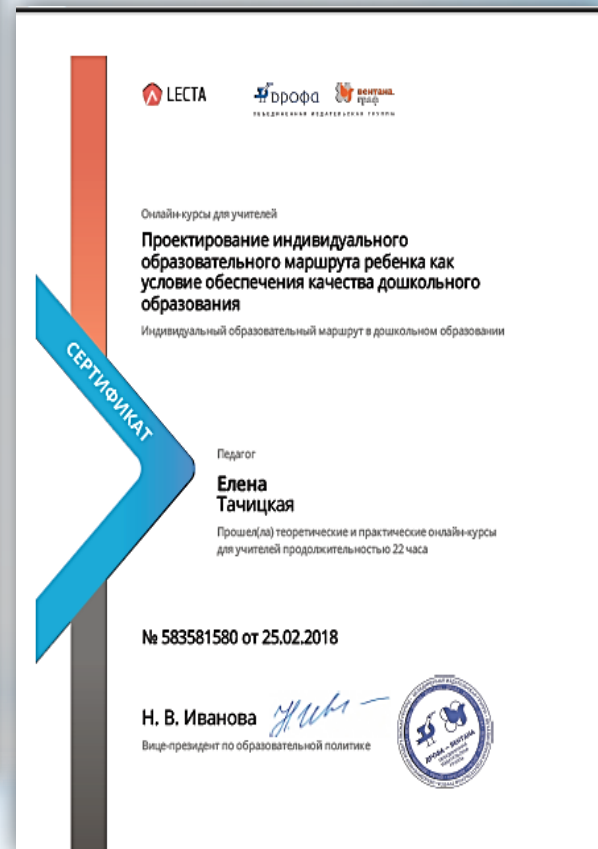 LECTA
дрофа
вентана
граф
ОБЪЕДИНЕННАЯ ИЗДАТЕЛЬСКАЯ ГРУППА
Онлайн-курсы для учителей
Проектирование индивидуального
образовательного маршрута ребенка как
условие обеспечения качества дошкольного
образования
Индивидуальный образовательный маршрут в дошкольном образовании
СЕРТИФИКАТ
Педагог
Елена
Тачицкая
Прошел(ла) теоретические и практические онлайн-курсы
для учителей продолжительностью 22 часа
№ 583581580 от 25.02.2018
Н. В. Иванова
Вице-президент по образовательной политике
ДРОФА – ВЕНТАНА